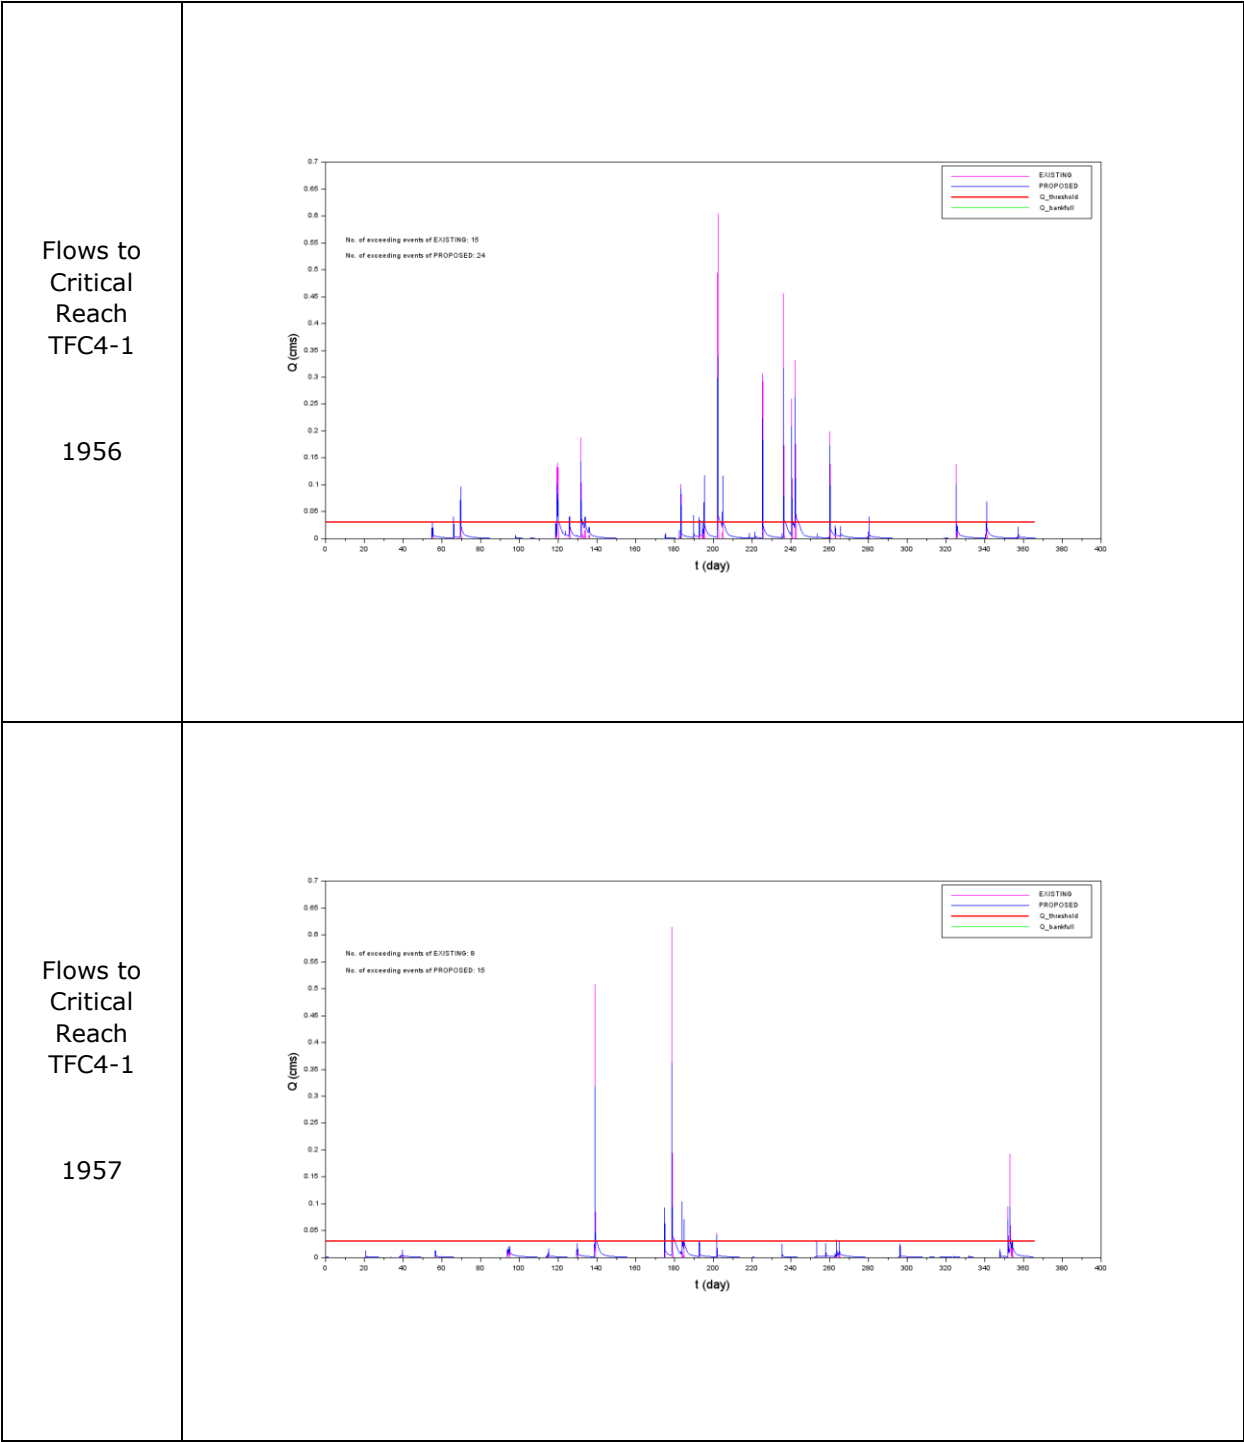 Flows to
Critical
Reach
TFC4-1
1956
0.7
0.65
0.6
0.55
0.5
0.45
0.4
0.35
0.3
0.25
0.2
0.15
0.1
0.05
0
Q (cms)
No. of exceeding events of EXISTING: 15
No. of exceeding events of PROPOSED: 24
EXISTING
PROPOSED
Q_threshold
Q_bankfull
0 20 40 60 80 100 120 140 160 180 200 220 240 260 280 300 320 340 360 380 400
t (day)
Flows to
Critical
Reach
TFC4-1
1957
0.7
0.65
0.6
0.55
0.5
0.45
0.4
0.35
0.3
0.25
0.2
0.15
0.1
0.05
0
Q (cms)
No. of exceeding events of EXISTING: 8
No. of exceeding events of PROPOSED: 15
EXISTING
PROPOSED
Q_threshold
Q_bankfull
0 20 40 60 80 100 120 140 160 180 200 220 240 260 280 300 320 340 360 380 400
t (day)